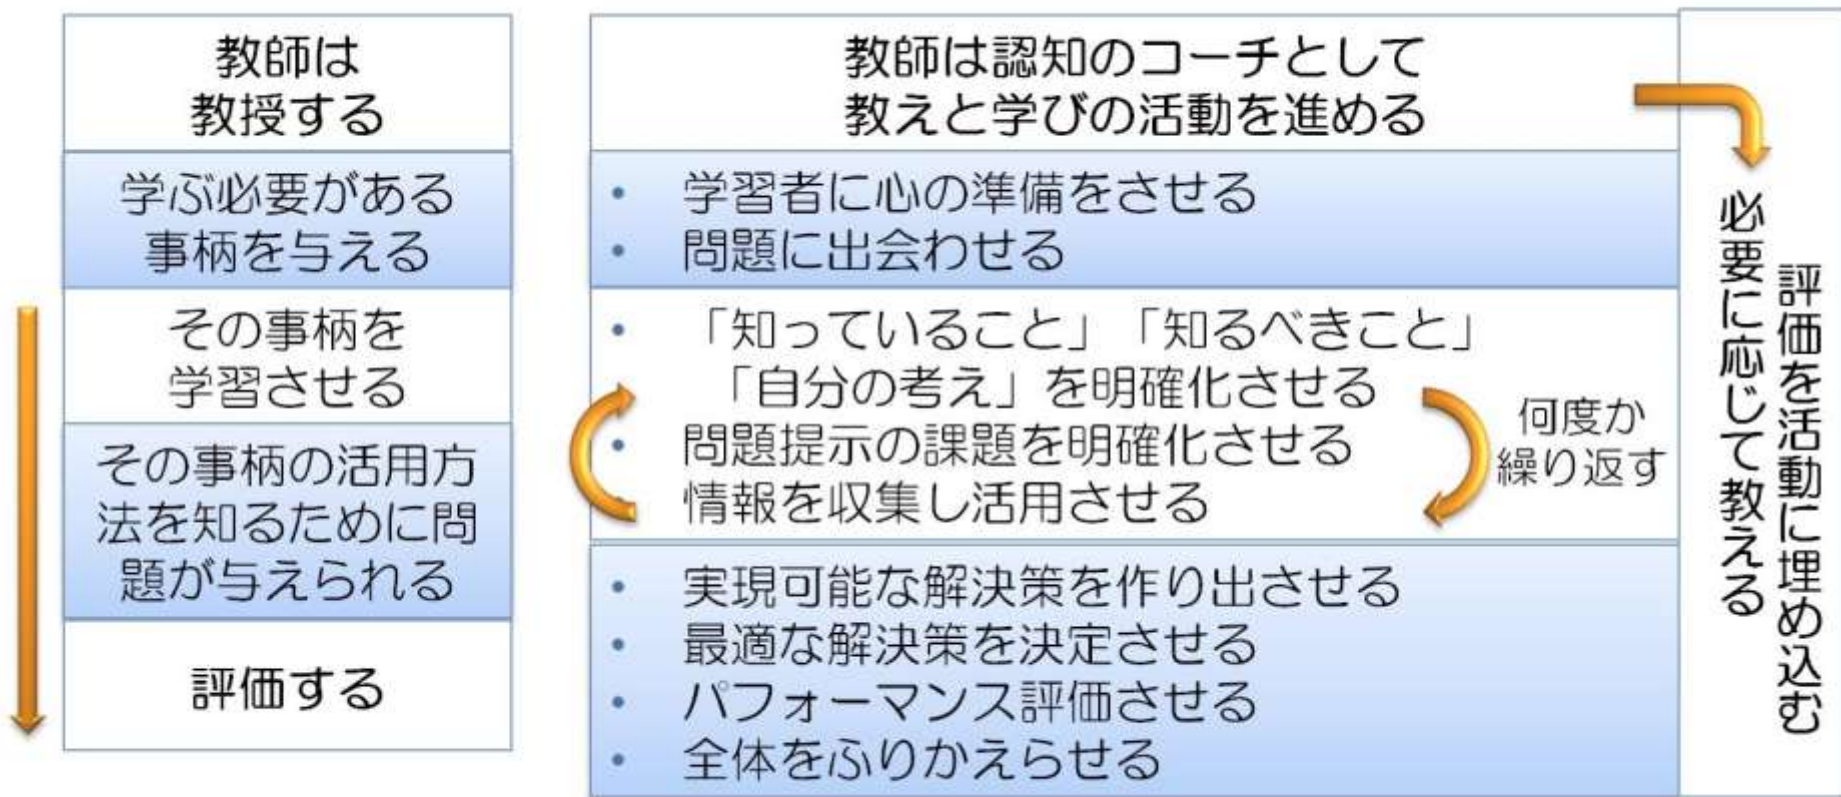 教師は
教授する
学ぶ必要がある
事柄を与える
その事柄を
学習させる
その事柄の活用方
法を知るために問
題が与えられる
評価する
教師は認知のコーチとして
教えと学びの活動を進める
• 学習者に心の準備をさせる
• 問題に出会わせる
• 「知っていること」「知るべきこと」
「自分の考え」を明確化させる
• 問題提示の課題を明確化させる
• 情報を収集し活用させる
何度か
繰り返す
• 実現可能な解決策を作り出させる
• 最適な解決策を決定させる
• パフォーマンス評価させる
• 全体をふりかえらせる
必要に応じて教える
評価を活動に埋め込む